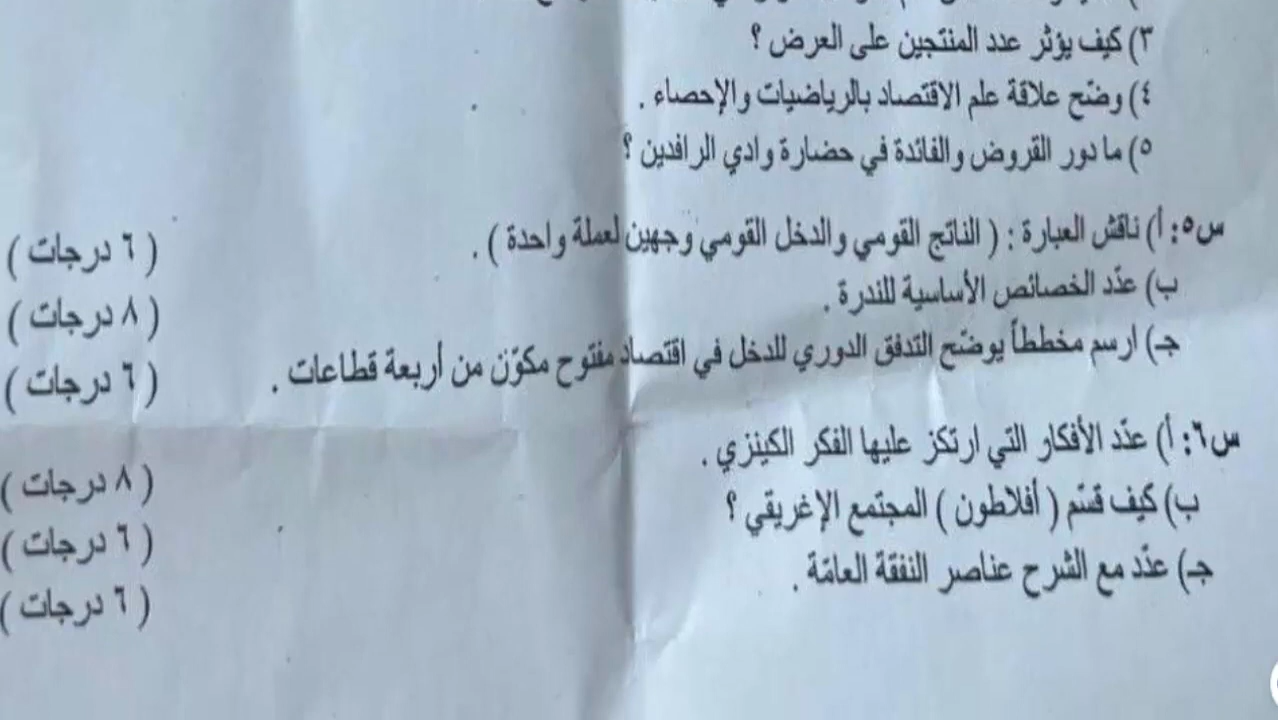 ٣) كيف يؤثر عدد المنتجين على العرض ؟
٤) وضّح علاقة علم الاقتصاد بالرياضيات والإحصاء .
٥) ما دور القروض والفائدة في حضارة وادي الرافدين ؟
س٥: أ) ناقش العبارة : ( الناتج القومي والدخل القومي وجهين لعملة واحدة ) . ( ٦ درجات )
ب) عدّد الخصائص الأساسية للندرة . ( ٨ درجات )
جـ) ارسم مخططاً يوضّح التدفق الدوري للدخل في اقتصاد مفتوح مكوّن من أربعة قطاعات . ( ٦ درجات )
س٦: أ) عدّد الأفكار التي ارتكز عليها الفكر الكينزي . ( ٨ درجات )
ب) كيف قسّم ( أفلاطون ) المجتمع الإغريقي ؟ ( ٦ درجات )
جـ) عدّد مع الشرح عناصر النفقة العامّة . ( ٦ درجات )